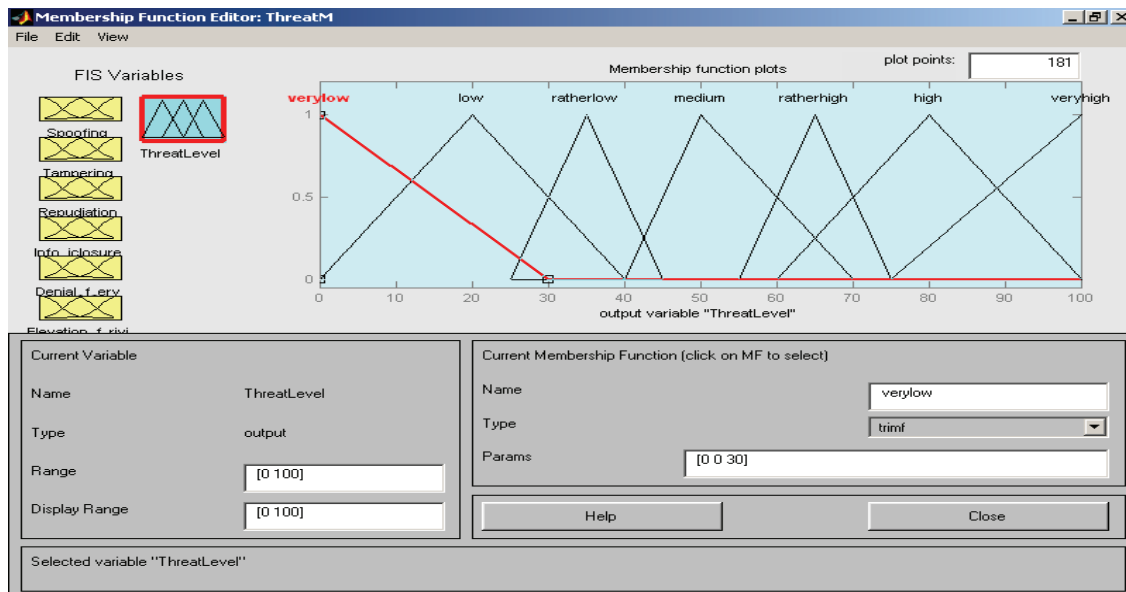 Membership Function Editor: ThreatM
File Edit View
FIS Variables
Spoofing
Tampering
Repudiation
Info_iclosure
Denial_f_erv
Elevation_f_rivi
ThreatLevel
Membership function plots
plot points: 181
verylow low ratherlow medium ratherhigh high veryhigh
1
0.5
0
0 10 20 30 40 50 60 70 80 90 100
output variable "ThreatLevel"
Current Variable
Name ThreatLevel
Type output
Range [0 100]
Display Range [0 100]
Current Membership Function (click on MF to select)
Name verylow
Type trimf
Params [0 0 30]
Help Close
Selected variable "ThreatLevel"